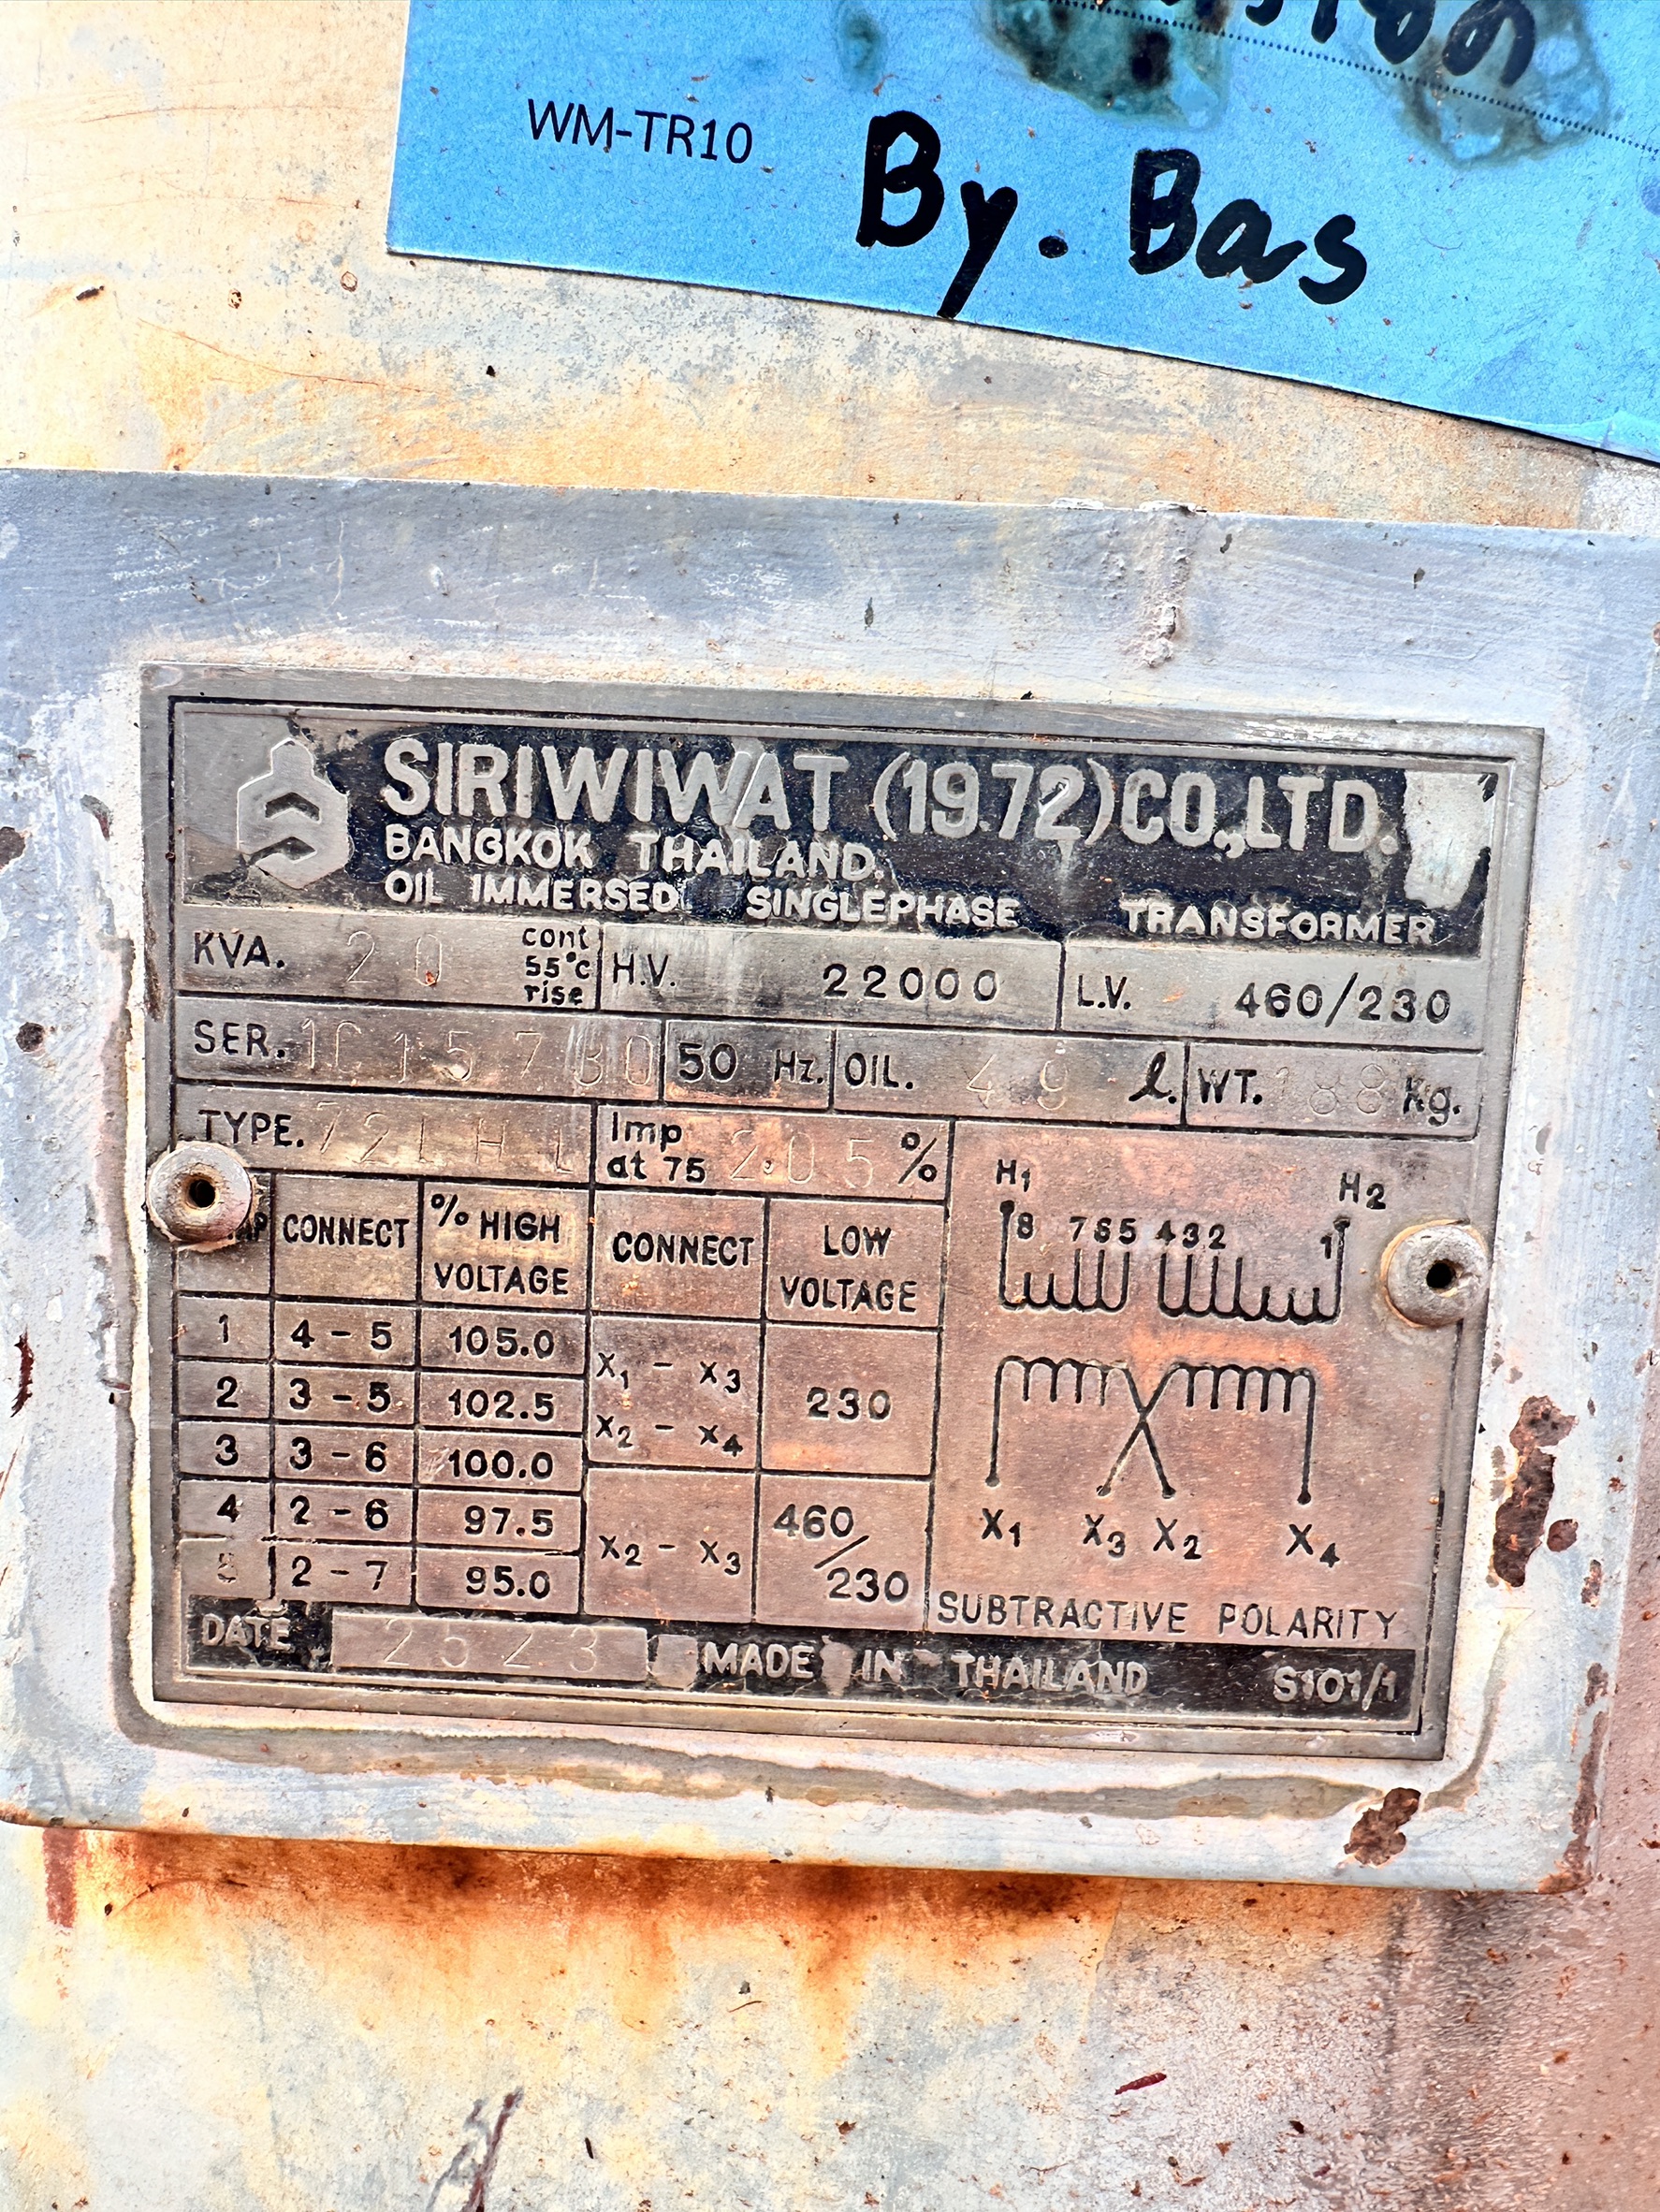 WM-TR10
By. Bas
SIRIWIWAT (1972) CO.,LTD.
BANGKOK THAILAND.
OIL IMMERSED. SINGLEPHASE TRANSFORMER
KVA. 20 cont 55°c rise H.V. 22000 L.V. 460/230
SER. 50 Hz. OIL. 49 l. WT. 188 Kg.
TYPE. Imp at 75 2.05 %
CONNECT % HIGH VOLTAGE CONNECT LOW VOLTAGE
1 4-5 105.0
2 3-5 102.5
3 3-6 100.0
4 2-6 97.5
5 2-7 95.0
X1 - X3
X2 - X4
230
X2 - X3
460/230
H1 H2
8 765 432 1
X1 X3 X2 X4
SUBTRACTIVE POLARITY
DATE 2523 MADE IN THAILAND S101/1